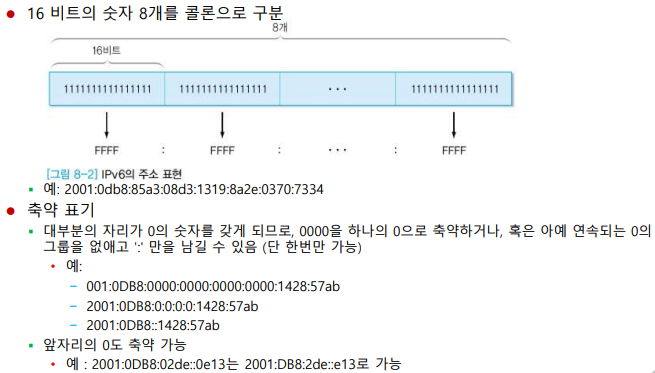 16 비트의 숫자 8개를 콜론으로 구분
8개
16비트
1111111111111111 1111111111111111 ··· 1111111111111111
FFFF : FFFF : ··· : FFFF
[그림 8-2] IPv6의 주소 표현
예: 2001:0db8:85a3:08d3:1319:8a2e:0370:7334
축약 표기
대부분의 자리가 0의 숫자를 갖게 되므로, 0000을 하나의 0으로 축약하거나, 혹은 아예 연속되는 0의
그룹을 없애고 ':' 만을 남길 수 있음 (단 한번만 가능)
예:
001:0DB8:0000:0000:0000:0000:1428:57ab
2001:0DB8:0:0:0:0:1428:57ab
2001:0DB8::1428:57ab
앞자리의 0도 축약 가능
예 : 2001:0DB8:02de::0e13는 2001:DB8:2de::e13로 가능